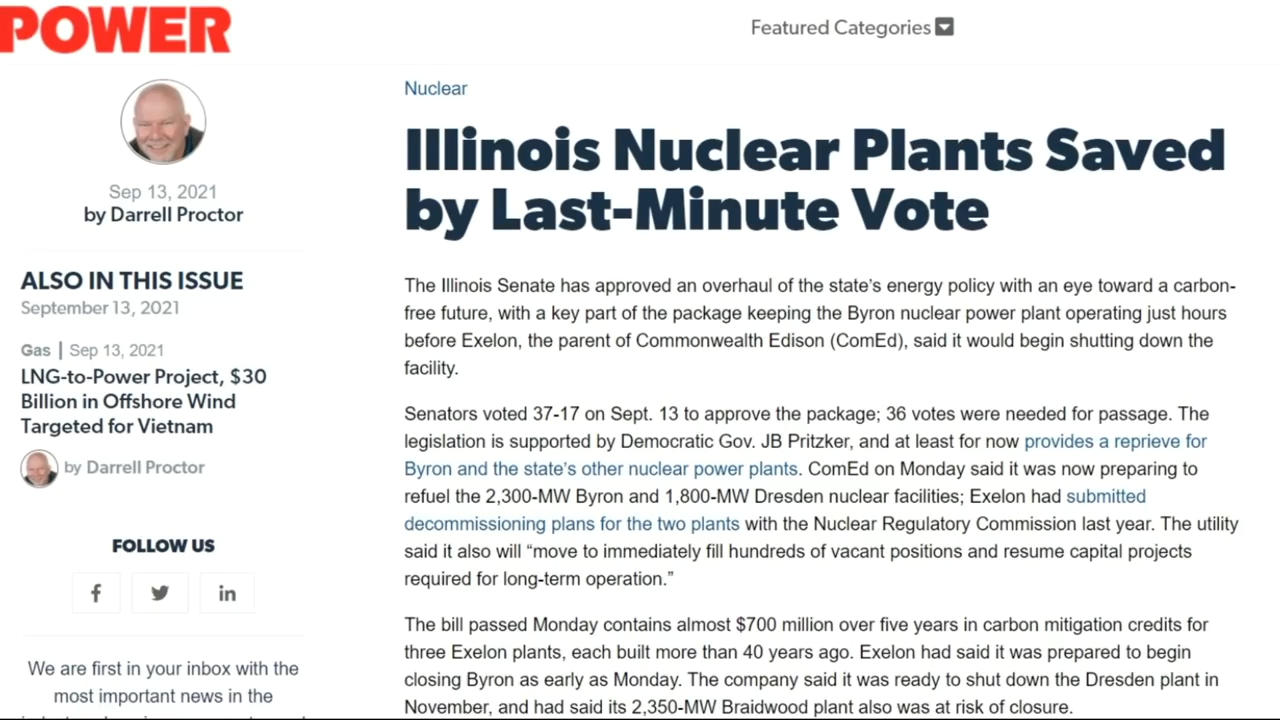 POWER
Featured Categories
Sep 13, 2021
by Darrell Proctor
ALSO IN THIS ISSUE
September 13, 2021
Gas | Sep 13, 2021
LNG-to-Power Project, $30
Billion in Offshore Wind
Targeted for Vietnam
by Darrell Proctor
FOLLOW US
We are first in your inbox with the
most important news in the
Nuclear
Illinois Nuclear Plants Saved
by Last-Minute Vote
The Illinois Senate has approved an overhaul of the state’s energy policy with an eye toward a carbon-
free future, with a key part of the package keeping the Byron nuclear power plant operating just hours
before Exelon, the parent of Commonwealth Edison (ComEd), said it would begin shutting down the
facility.
Senators voted 37-17 on Sept. 13 to approve the package; 36 votes were needed for passage. The
legislation is supported by Democratic Gov. JB Pritzker, and at least for now provides a reprieve for
Byron and the state’s other nuclear power plants. ComEd on Monday said it was now preparing to
refuel the 2,300-MW Byron and 1,800-MW Dresden nuclear facilities; Exelon had submitted
decommissioning plans for the two plants with the Nuclear Regulatory Commission last year. The utility
said it also will “move to immediately fill hundreds of vacant positions and resume capital projects
required for long-term operation.”
The bill passed Monday contains almost $700 million over five years in carbon mitigation credits for
three Exelon plants, each built more than 40 years ago. Exelon had said it was prepared to begin
closing Byron as early as Monday. The company said it was ready to shut down the Dresden plant in
November, and had said its 2,350-MW Braidwood plant also was at risk of closure.